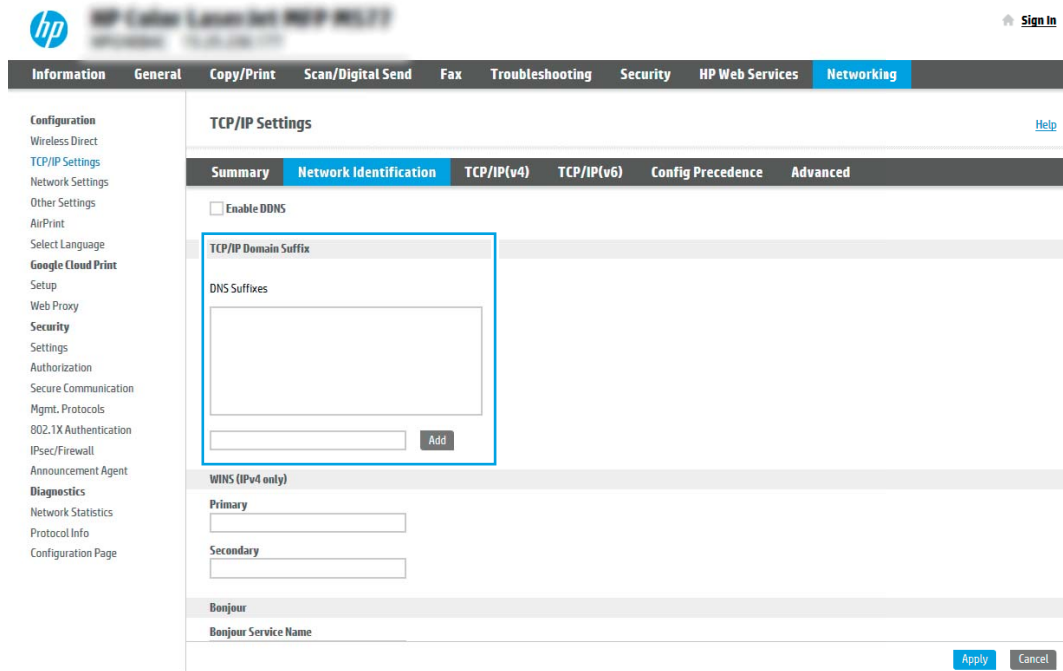 hp
Sign In
Information General Copy/Print Scan/Digital Send Fax Troubleshooting Security HP Web Services Networking
Configuration
Wireless Direct
TCP/IP Settings
Network Settings
Other Settings
AirPrint
Select Language
Google Cloud Print
Setup
Web Proxy
Security
Settings
Authorization
Secure Communication
Mgmt. Protocols
802.1X Authentication
IPsec/Firewall
Announcement Agent
Diagnostics
Network Statistics
Protocol Info
Configuration Page
TCP/IP Settings
Help
Summary Network Identification TCP/IP(v4) TCP/IP(v6) Config Precedence Advanced
Enable DDNS
TCP/IP Domain Suffix
DNS Suffixes
Add
WINS (IPv4 only)
Primary
Secondary
Bonjour
Bonjour Service Name
Apply Cancel